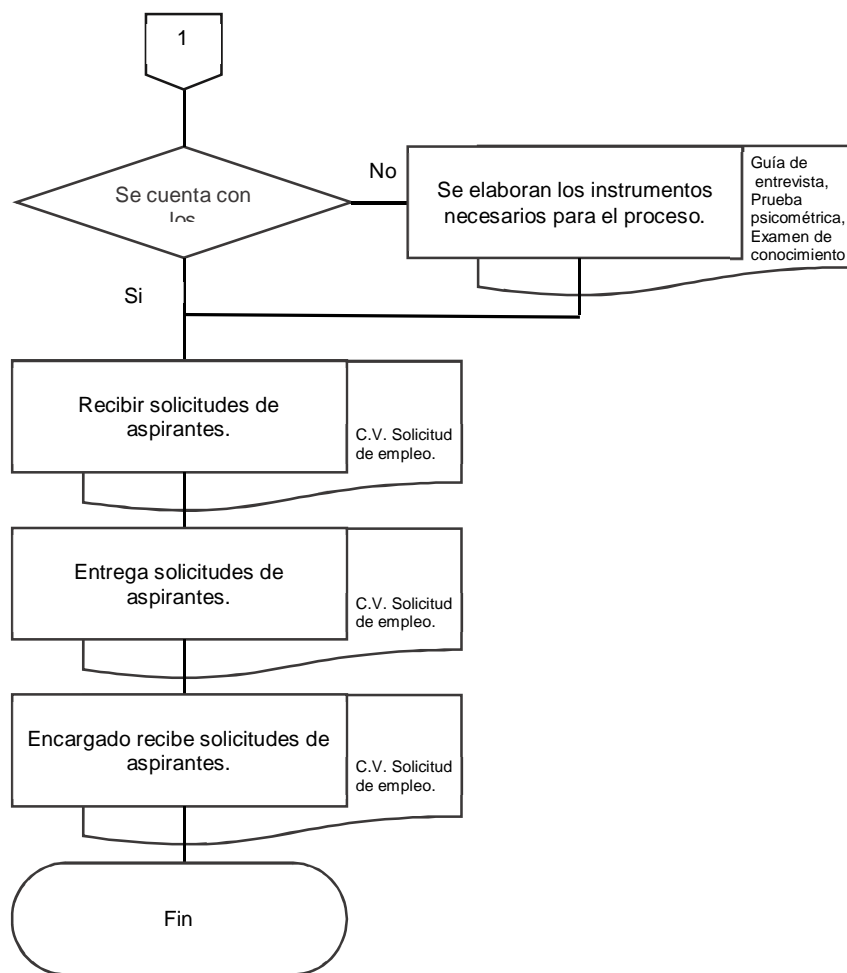 1
Se cuenta con
los
No
Se elaboran los instrumentos
necesarios para el proceso.
Guía de
entrevista,
Prueba
psicométrica,
Examen de
conocimiento
Si
Recibir solicitudes de
aspirantes.
C.V. Solicitud
de empleo.
Entrega solicitudes de
aspirantes.
C.V. Solicitud
de empleo.
Encargado recibe solicitudes de
aspirantes.
C.V. Solicitud
de empleo.
Fin